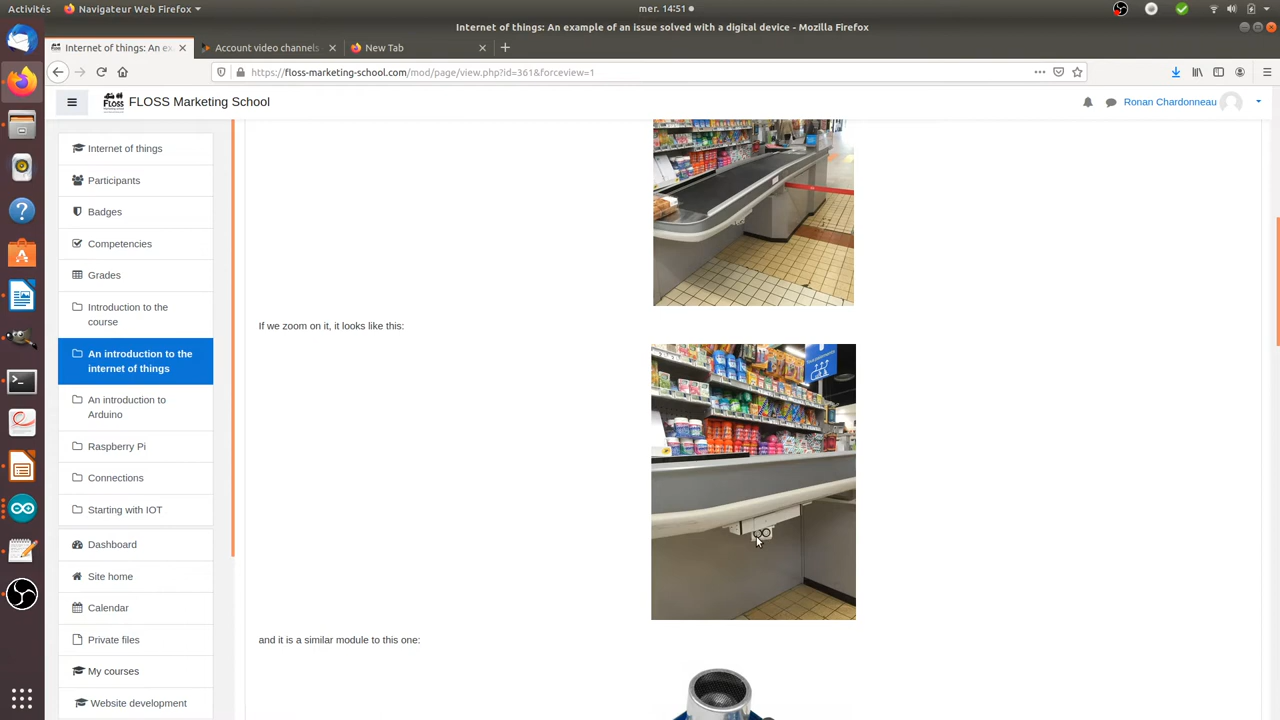 Activités
Navigateur Web Firefox
mer. 14:51
Internet of things: An example of an issue solved with a digital device - Mozilla Firefox
Internet of things: An ex
Account video channels
New Tab
https://floss-marketing-school.com/mod/page/view.php?id=361&forceview=1
FLOSS Marketing School
Ronan Chardonneau
Internet of things
Participants
Badges
Competencies
Grades
Introduction to the
course
An introduction to the
internet of things
An introduction to
Arduino
Raspberry Pi
Connections
Starting with IOT
Dashboard
Site home
Calendar
Private files
My courses
Website development
If we zoom on it, it looks like this:
and it is a similar module to this one: